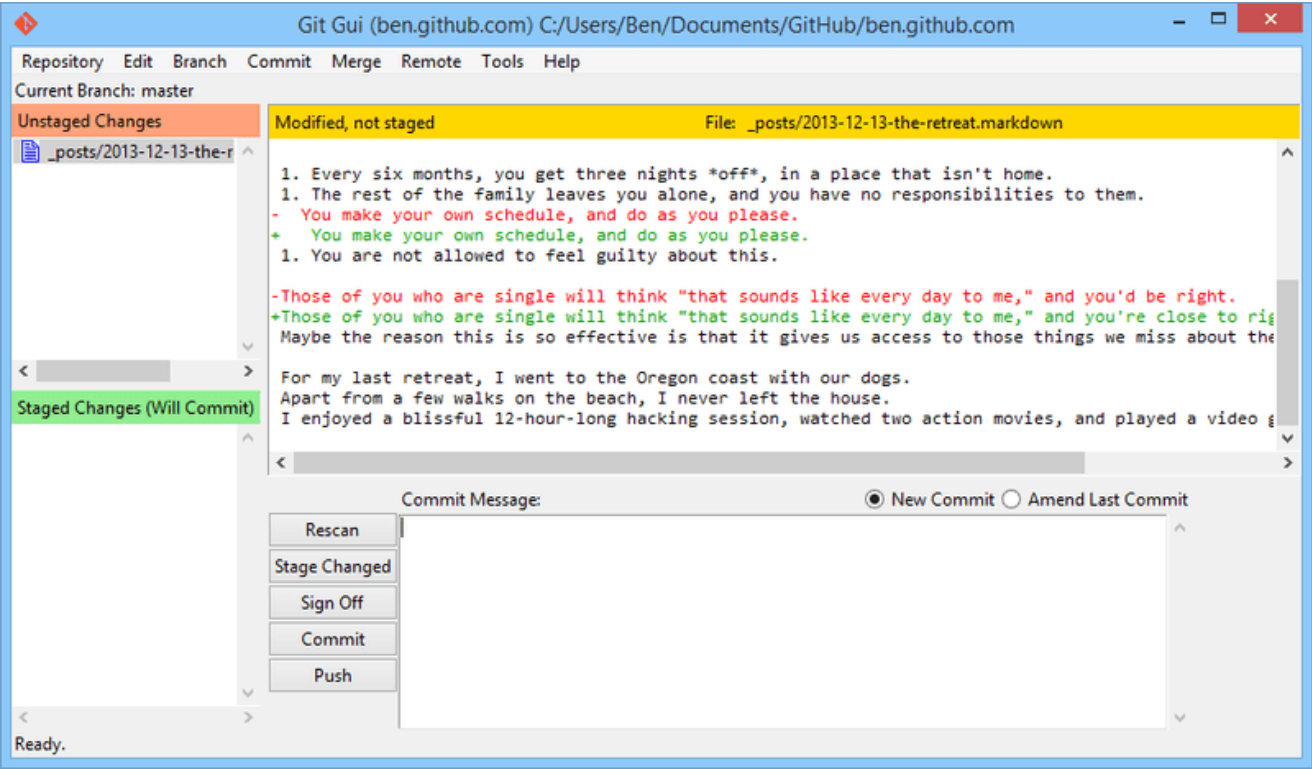 Git Gui (ben.github.com) C:/Users/Ben/Documents/GitHub/ben.github.com
Repository Edit Branch Commit Merge Remote Tools Help
Current Branch: master
Unstaged Changes
_posts/2013-12-13-the-r
Staged Changes (Will Commit)
Modified, not staged File: _posts/2013-12-13-the-retreat.markdown
1. Every six months, you get three nights *off*, in a place that isn't home.
1. The rest of the family leaves you alone, and you have no responsibilities to them.
-  You make your own schedule, and do as you please.
+   You make your own schedule, and do as you please.
1. You are not allowed to feel guilty about this.
-Those of you who are single will think "that sounds like every day to me," and you'd be right.
+Those of you who are single will think "that sounds like every day to me," and you're close to rig
Maybe the reason this is so effective is that it gives us access to those things we miss about the
For my last retreat, I went to the Oregon coast with our dogs.
Apart from a few walks on the beach, I never left the house.
I enjoyed a blissful 12-hour-long hacking session, watched two action movies, and played a video g
Commit Message: New Commit Amend Last Commit
Rescan
Stage Changed
Sign Off
Commit
Push
Ready.